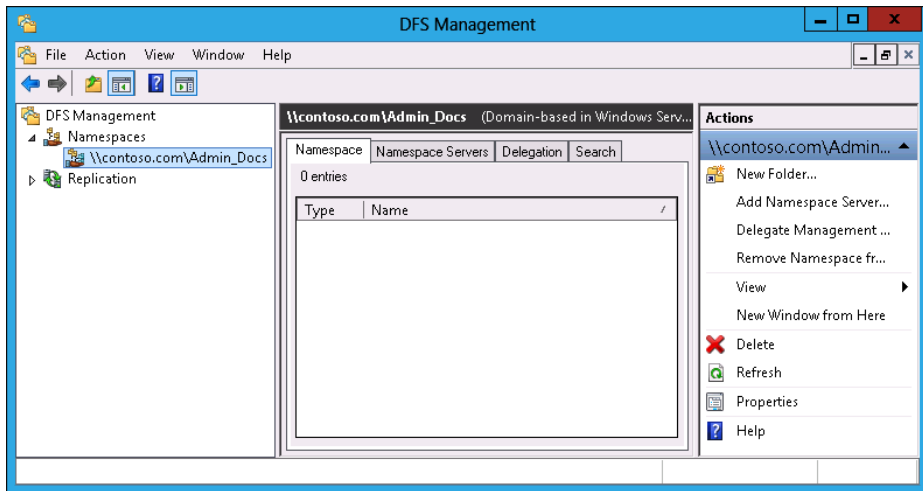 DFS Management
File Action View Window Help
DFS Management
Namespaces
\\contoso.com\Admin_Docs
Replication
\\contoso.com\Admin_Docs (Domain-based in Windows Serv...
Namespace Namespace Servers Delegation Search
0 entries
Type Name
Actions
\\contoso.com\Admin...
New Folder...
Add Namespace Server...
Delegate Management ...
Remove Namespace fr...
View
New Window from Here
Delete
Refresh
Properties
Help